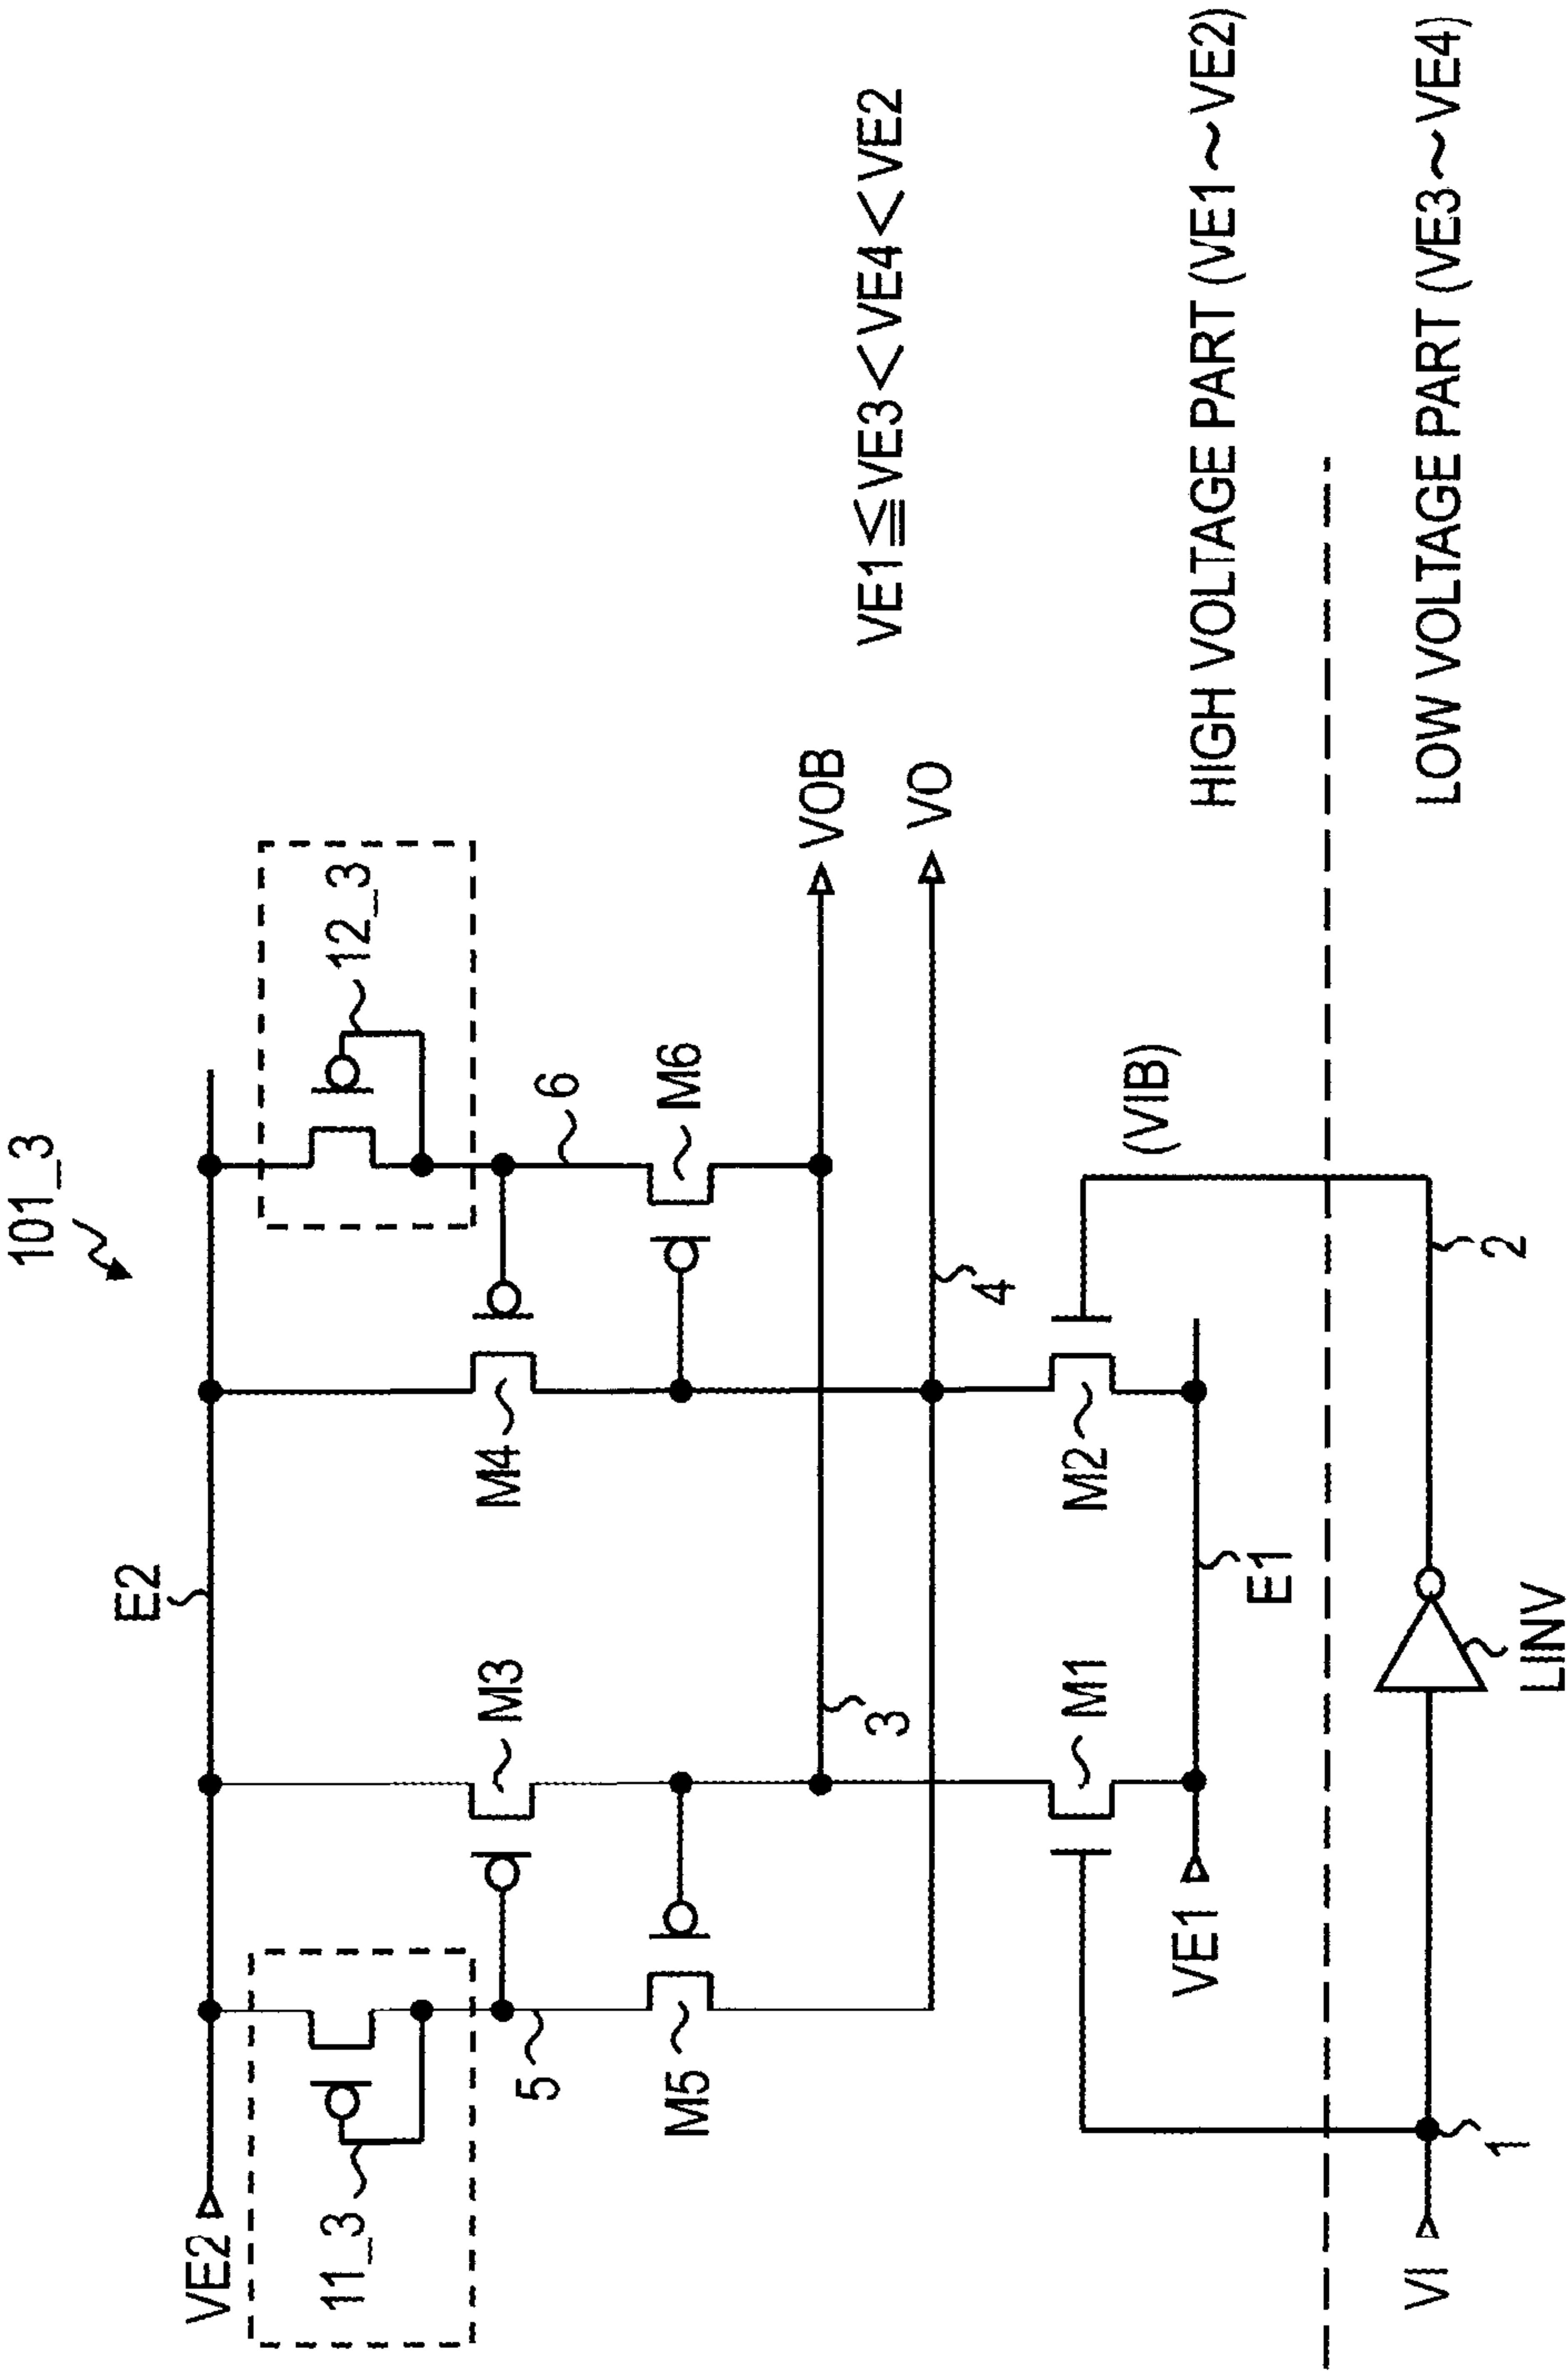 101_3
VE2
E2
11_3
12_3
M3
M4
5
6
M5
M6
VOB
3
VO
4
VE1≦VE3<VE4<VE2
M1
M2
(VIB)
VE1
E1
HIGH VOLTAGE PART (VE1～VE2)
LOW VOLTAGE PART (VE3～VE4)
VI
1
LINV
2